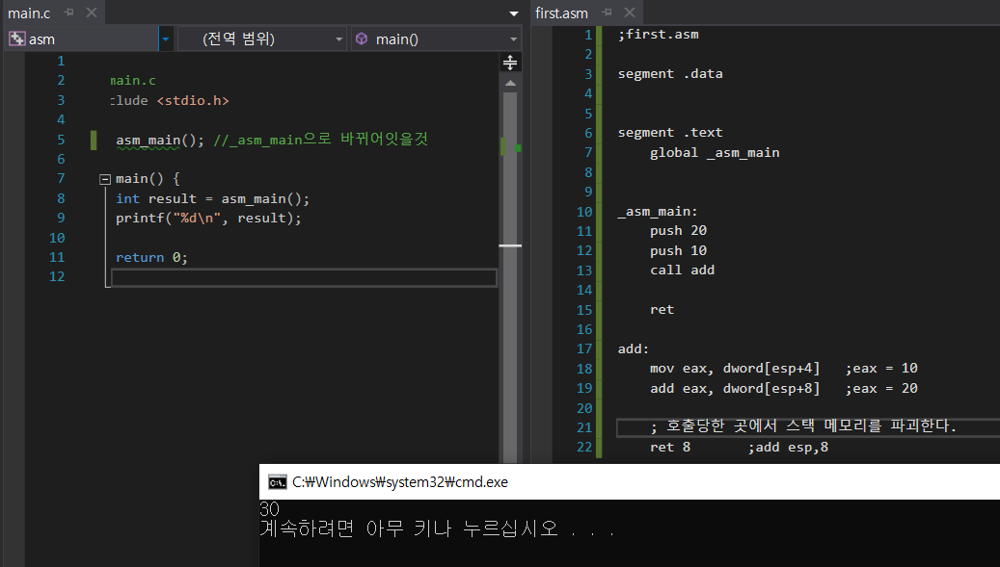 main.c
asm
(전역 범위)
main()
1
2 main.c
3 clude <stdio.h>
4
5 asm_main(); //_asm_main으로 바뀌어잇을것
6
7 main() {
8 int result = asm_main();
9 printf("%d\n", result);
10
11 return 0;
12
first.asm
1 ;first.asm
2
3 segment .data
4
5
6 segment .text
7 global _asm_main
8
9
10 _asm_main:
11 push 20
12 push 10
13 call add
14
15 ret
16
17 add:
18 mov eax, dword[esp+4] ;eax = 10
19 add eax, dword[esp+8] ;eax = 20
20
21 ; 호출당한 곳에서 스택 메모리를 파괴한다.
22 ret 8 ;add esp,8
C:\. C:₩Windows₩system32₩cmd.exe
30
계속하려면 아무 키나 누르십시오 . . .